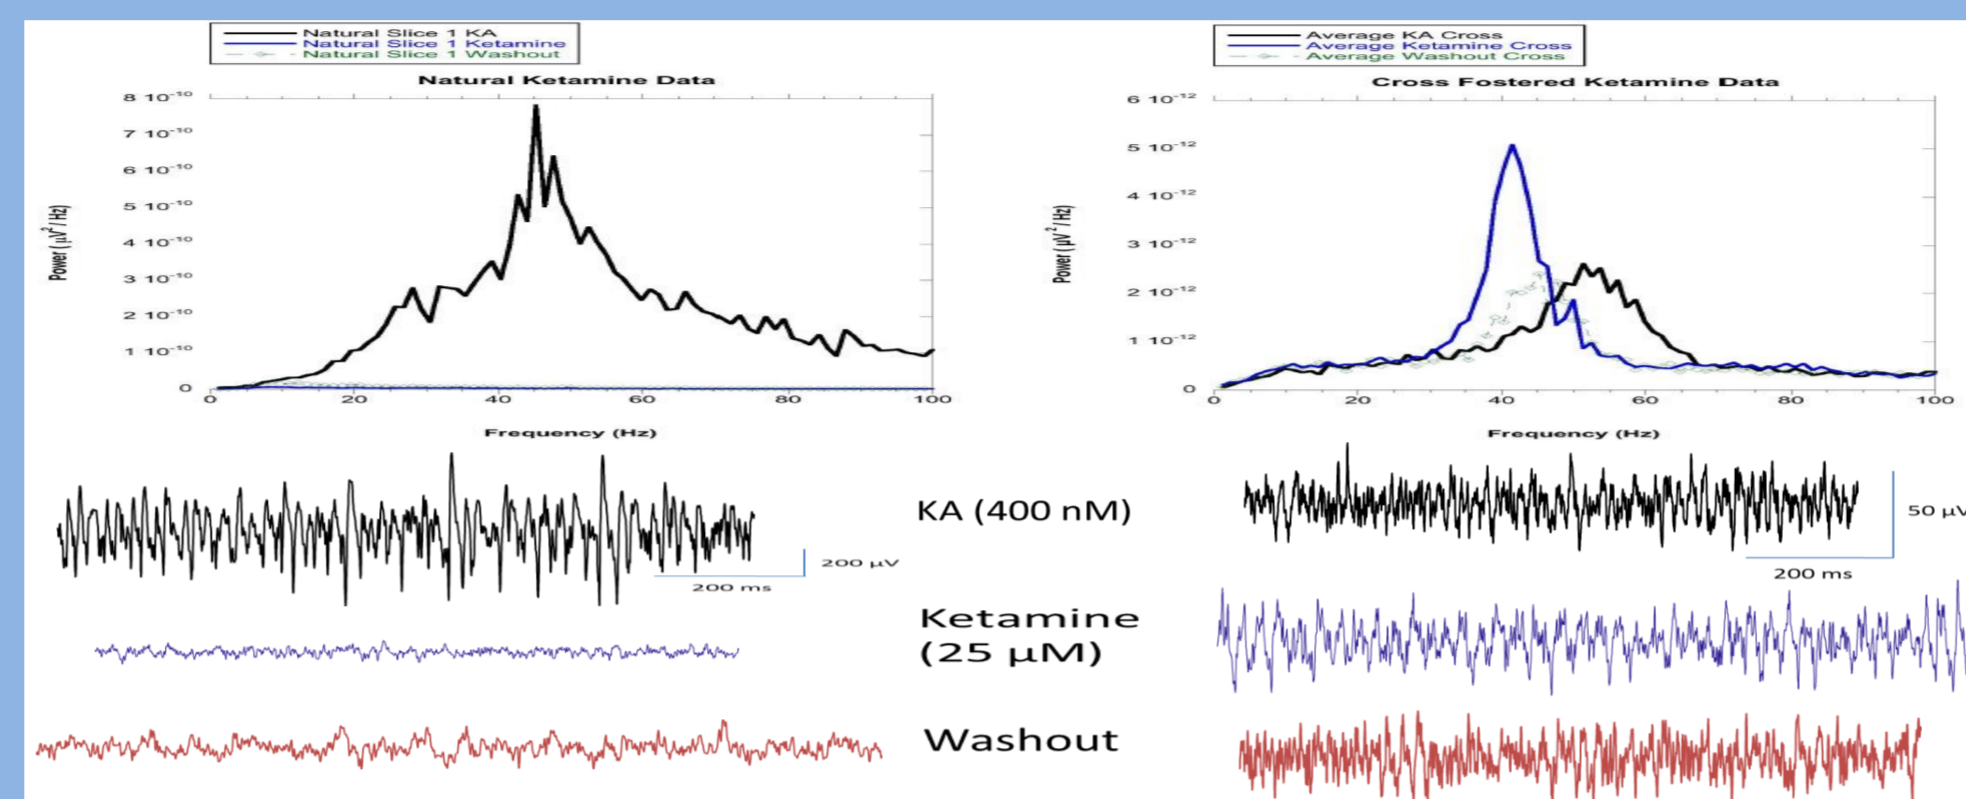 Natural Slice 1 KA
Natural Slice 1 Ketamine
Natural Slice 1 Washout
Natural Ketamine Data
8 10⁻¹⁰
7 10⁻¹⁰
6 10⁻¹⁰
5 10⁻¹⁰
4 10⁻¹⁰
3 10⁻¹⁰
2 10⁻¹⁰
1 10⁻¹⁰
0
Power (µV²/Hz)
0 20 40 60 80 100
Frequency (Hz)
Average KA Cross
Average Ketamine Cross
Average Washout Cross
Cross Fostered Ketamine Data
6 10⁻¹²
5 10⁻¹²
4 10⁻¹²
3 10⁻¹²
2 10⁻¹²
1 10⁻¹²
0
Power (µV²/Hz)
0 20 40 60 80 100
Frequency (Hz)
KA (400 nM)
200 µV
200 ms
50 µV
200 ms
Ketamine
(25 µM)
Washout